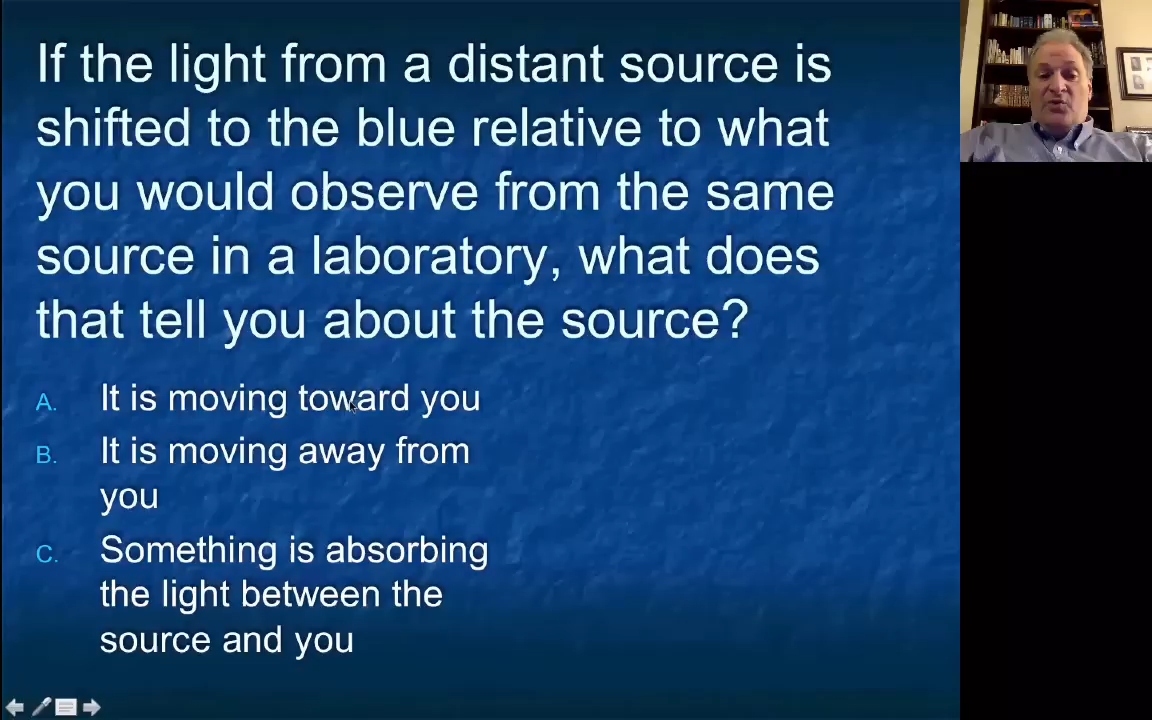 If the light from a distant source is
shifted to the blue relative to what
you would observe from the same
source in a laboratory, what does
that tell you about the source?
A. It is moving toward you
B. It is moving away from
you
C. Something is absorbing
the light between the
source and you